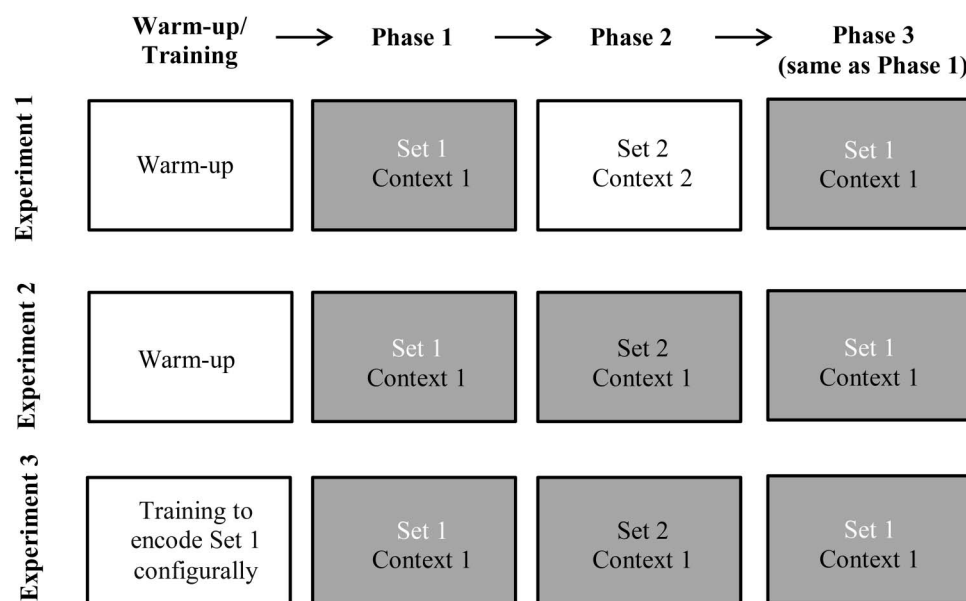 Warm-up/
Training
Phase 1
Phase 2
Phase 3
(same as Phase 1)
Experiment 1
Warm-up
Set 1
Context 1
Set 2
Context 2
Set 1
Context 1
Experiment 2
Warm-up
Set 1
Context 1
Set 2
Context 1
Set 1
Context 1
Experiment 3
Training to
encode Set 1
configurally
Set 1
Context 1
Set 2
Context 1
Set 1
Context 1